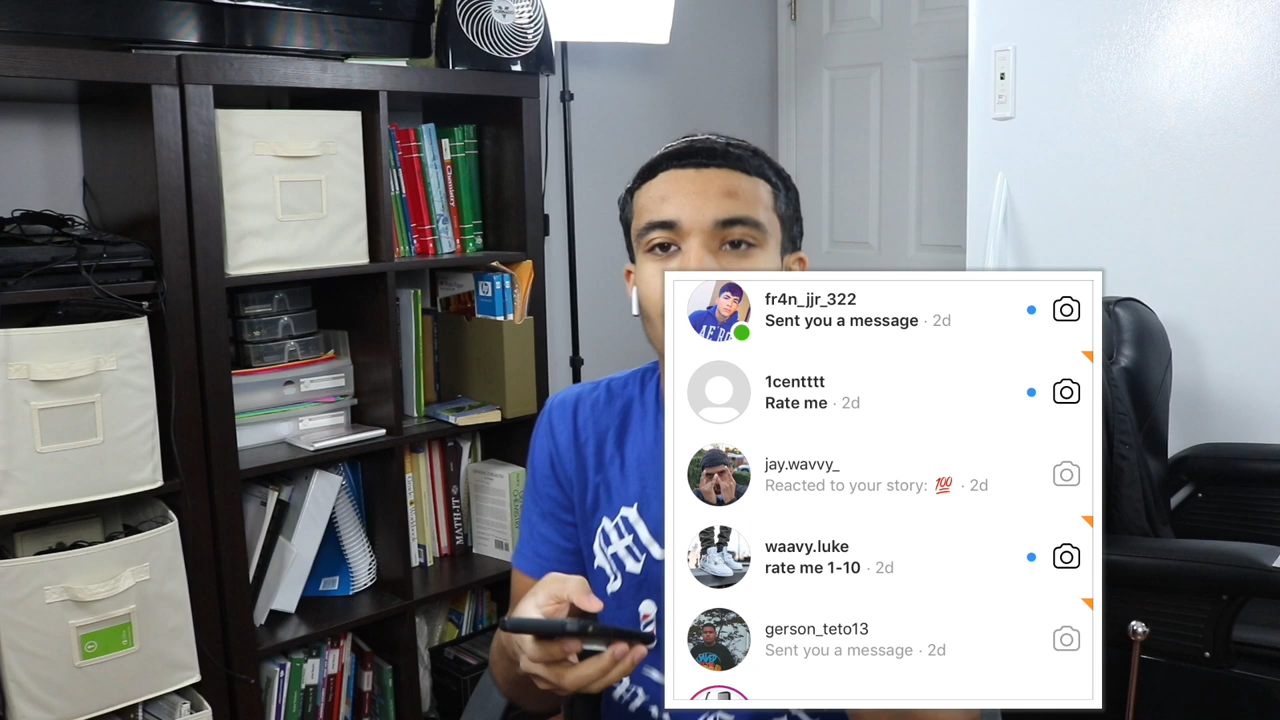 Chemistry
hp
MATH-IT
M
fr4n_jjr_322
Sent you a message · 2d
1centttt
Rate me · 2d
jay.wavvy_
Reacted to your story: 💯 · 2d
waavy.luke
rate me 1-10 · 2d
gerson_teto13
Sent you a message · 2d